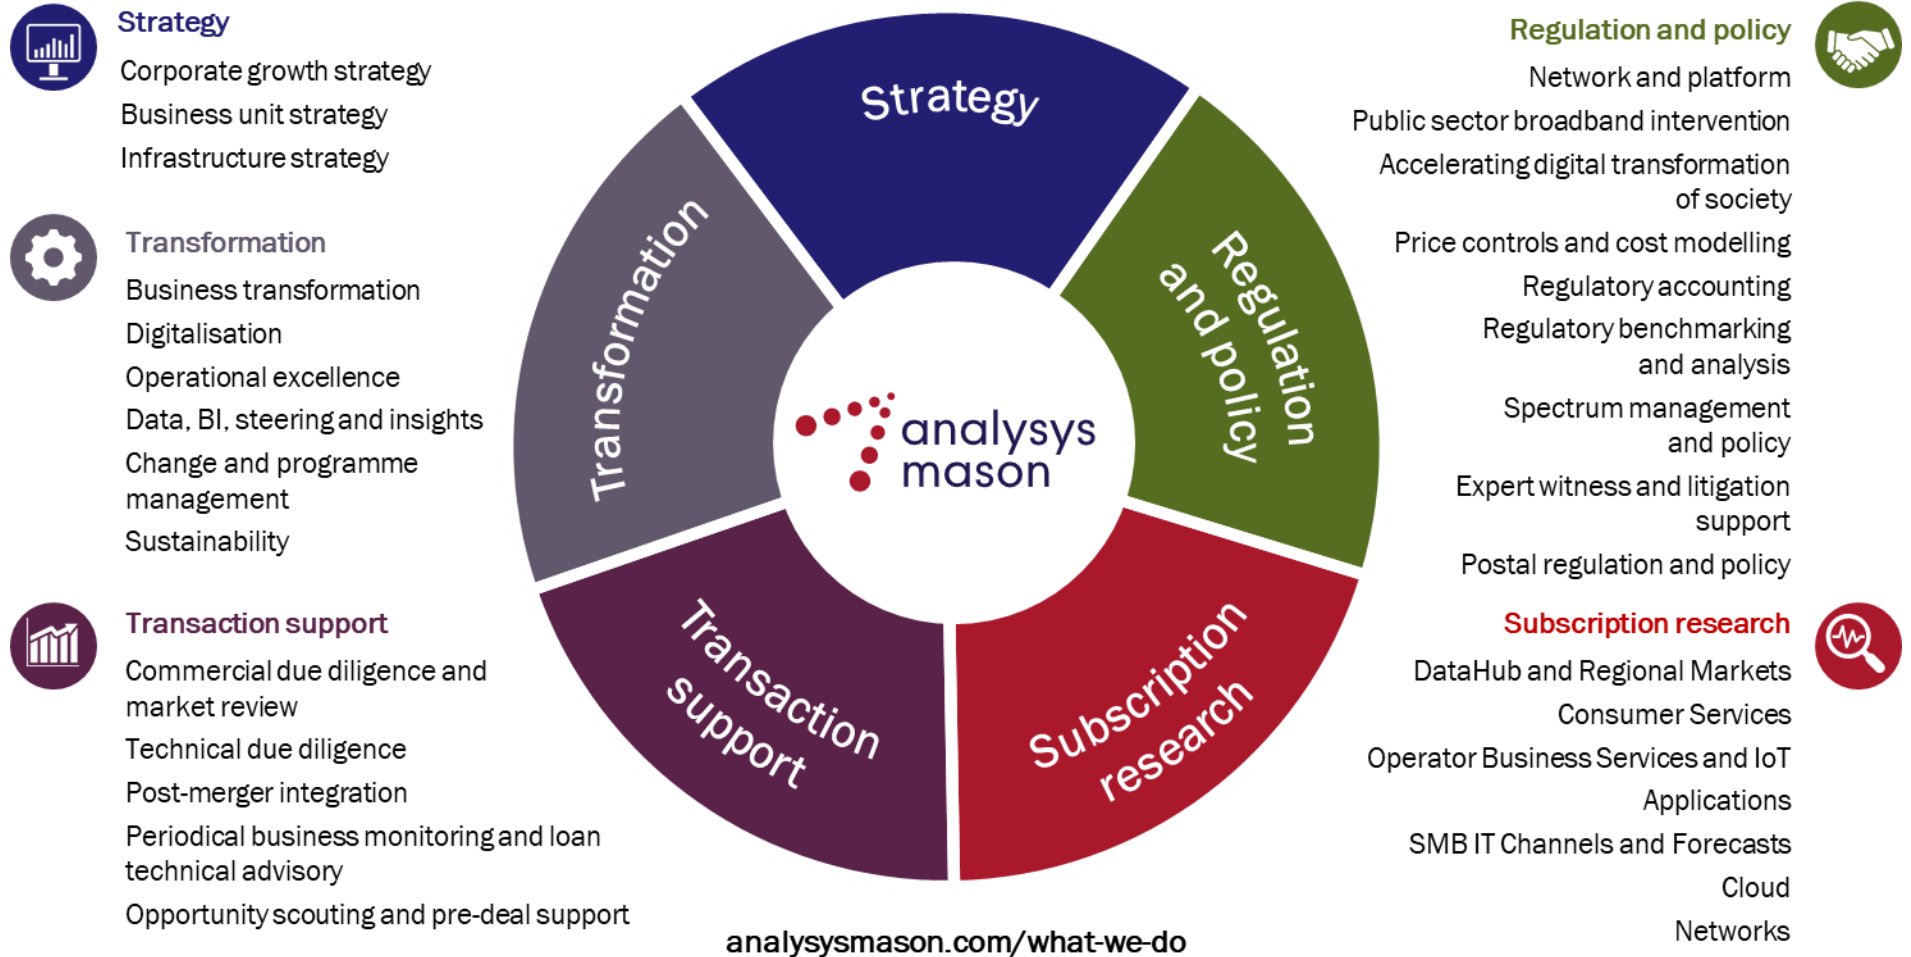 Strategy
Corporate growth strategy
Business unit strategy
Infrastructure strategy
Transformation
Business transformation
Digitalisation
Operational excellence
Data, BI, steering and insights
Change and programme
management
Sustainability
Transaction support
Commercial due diligence and
market review
Technical due diligence
Post-merger integration
Periodical business monitoring and loan
technical advisory
Opportunity scouting and pre-deal support
Strategy
Transformation
Regulation
and policy
analysys
mason
Transaction
support
Subscription
research
analysysmason.com/what-we-do
Regulation and policy
Network and platform
Public sector broadband intervention
Accelerating digital transformation
of society
Price controls and cost modelling
Regulatory accounting
Regulatory benchmarking
and analysis
Spectrum management
and policy
Expert witness and litigation
support
Postal regulation and policy
Subscription research
DataHub and Regional Markets
Consumer Services
Operator Business Services and IoT
Applications
SMB IT Channels and Forecasts
Cloud
Networks